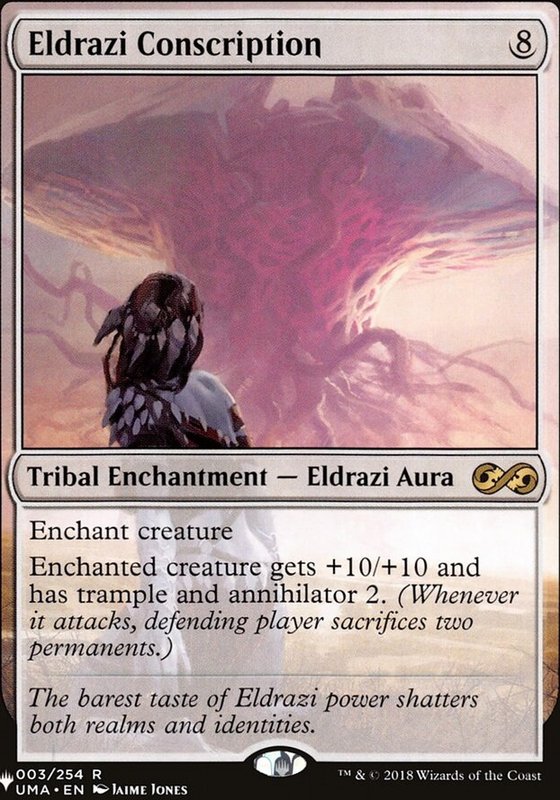 Eldrazi Conscription 8
Tribal Enchantment — Eldrazi Aura
Enchant creature
Enchanted creature gets +10/+10 and
has trample and annihilator 2. (Whenever
it attacks, defending player sacrifices two
permanents.)
The barest taste of Eldrazi power shatters
both realms and identities.
003/254 R
UMA • EN JAIME JONES
™ & © 2018 Wizards of the Coast